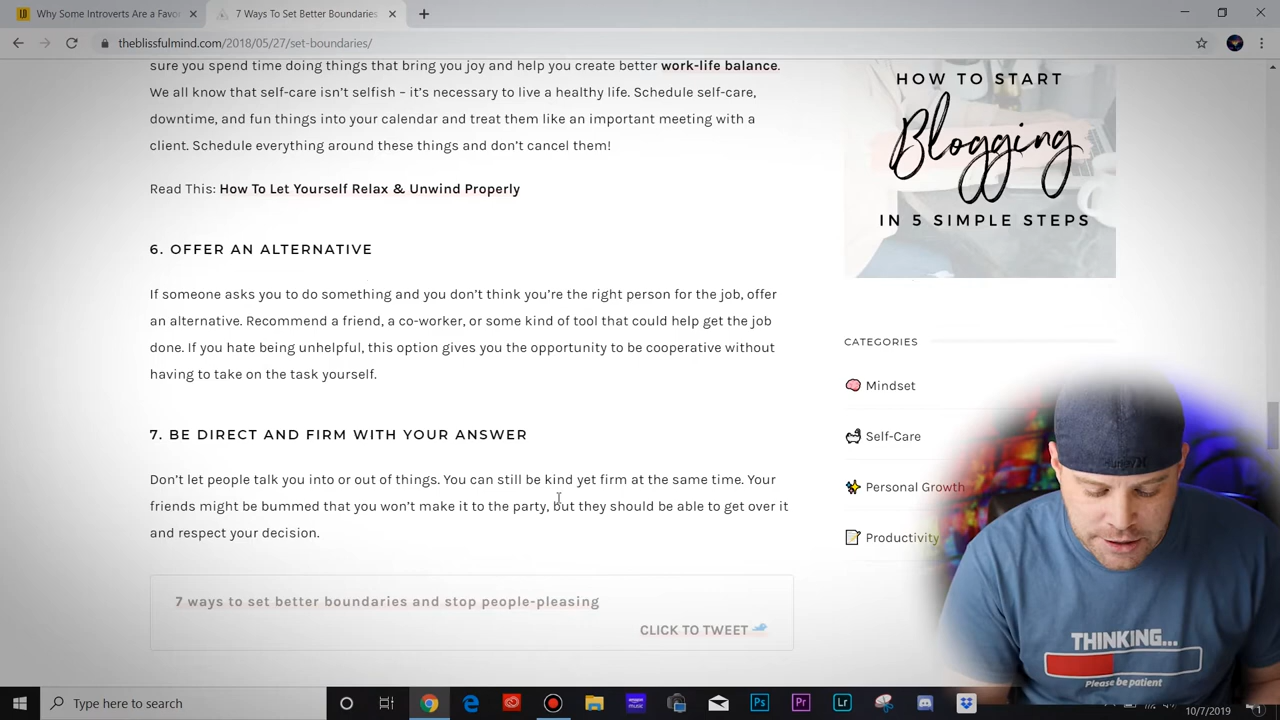 Why Some Introverts Are a Favo
7 Ways To Set Better Boundaries
theblissfulmind.com/2018/05/27/set-boundaries/
sure you spend time doing things that bring you joy and help you create better work-life balance.
We all know that self-care isn't selfish – it's necessary to live a healthy life. Schedule self-care,
downtime, and fun things into your calendar and treat them like an important meeting with a
client. Schedule everything around these things and don't cancel them!
Read This: How To Let Yourself Relax & Unwind Properly
6. OFFER AN ALTERNATIVE
If someone asks you to do something and you don't think you're the right person for the job, offer
an alternative. Recommend a friend, a co-worker, or some kind of tool that could help get the job
done. If you hate being unhelpful, this option gives you the opportunity to be cooperative without
having to take on the task yourself.
7. BE DIRECT AND FIRM WITH YOUR ANSWER
Don't let people talk you into or out of things. You can still be kind yet firm at the same time. Your
friends might be bummed that you won't make it to the party, but they should be able to get over it
and respect your decision.
7 ways to set better boundaries and stop people-pleasing
CLICK TO TWEET
HOW TO START
Blogging
IN 5 SIMPLE STEPS
CATEGORIES
Mindset
Self-Care
Personal Growth
Productivity
THINKING...
Please be patient
Type here to search
Ps
Pr
Lr
10/7/2019
1